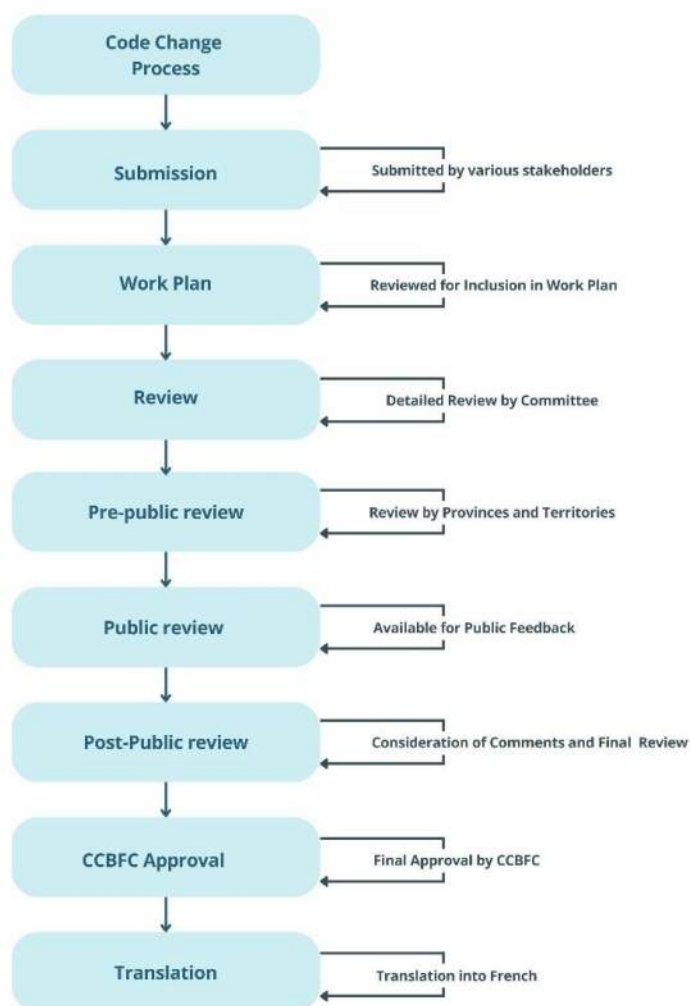 Code Change
Process
Submission
Submitted by various stakeholders
Work Plan
Reviewed for Inclusion in Work Plan
Review
Detailed Review by Committee
Pre-public review
Review by Provinces and Territories
Public review
Available for Public Feedback
Post-Public review
Consideration of Comments and Final Review
CCBFC Approval
Final Approval by CCBFC
Translation
Translation into French